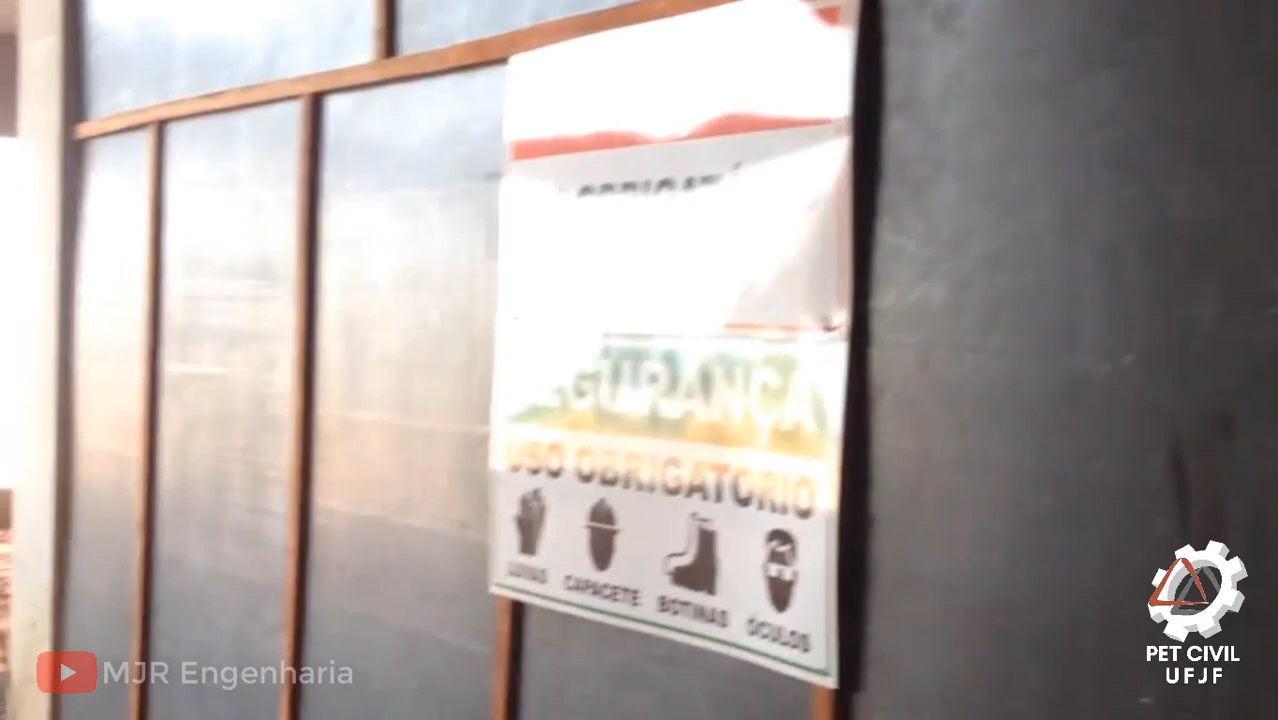 USO OBRIGATÓRIO
LUVAS CAPACETE BOTINAS ÓCULOS
MJR Engenharia
PET CIVIL
UFJF